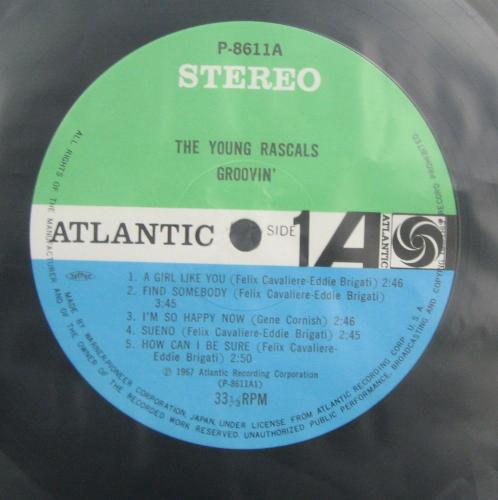 P-8611A
STEREO
THE YOUNG RASCALS
GROOVIN'
ATLANTIC
SIDE 1
A ATLANTIC
1. A GIRL LIKE YOU (Felix Cavaliere-Eddie Brigati) 2:46
2. FIND SOMEBODY (Felix Cavaliere-Eddie Brigati)
3:45
3. I'M SO HAPPY NOW (Gene Cornish) 2:46
4. SUENO (Felix Cavaliere-Eddie Brigati) 2:45
5. HOW CAN I BE SURE (Felix Cavaliere-
Eddie Brigati) 2:50
Ⓟ 1967 Atlantic Recording Corporation
(P-8611A1)
33⅓RPM
ALL RIGHTS OF THE MANUFACTURER AND OF THE OWNER OF THE RECORDED WORK RESERVED. UNAUTHORIZED PUBLIC PERFORMANCE, BROADCASTING AND COPYING OF THIS RECORD PROHIBITED.
MADE BY WARNER-PIONEER CORPORATION, JAPAN, UNDER LICENSE FROM ATLANTIC RECORDING CORP. U.S.A.